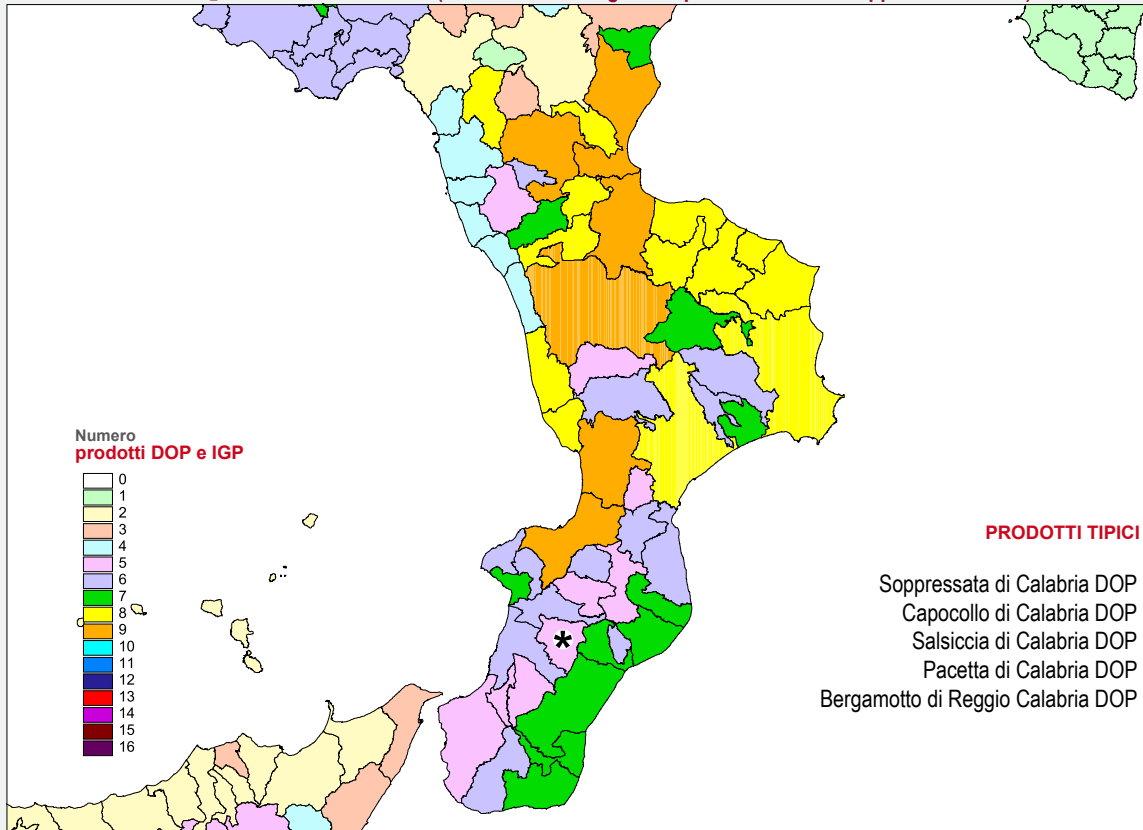 Numero
prodotti DOP e IGP
0
1
2
3
4
5
6
7
8
9
10
11
12
13
14
15
16
*
PRODOTTI TIPICI
Soppressata di Calabria DOP
Capocollo di Calabria DOP
Salsiccia di Calabria DOP
Pacetta di Calabria DOP
Bergamotto di Reggio Calabria DOP